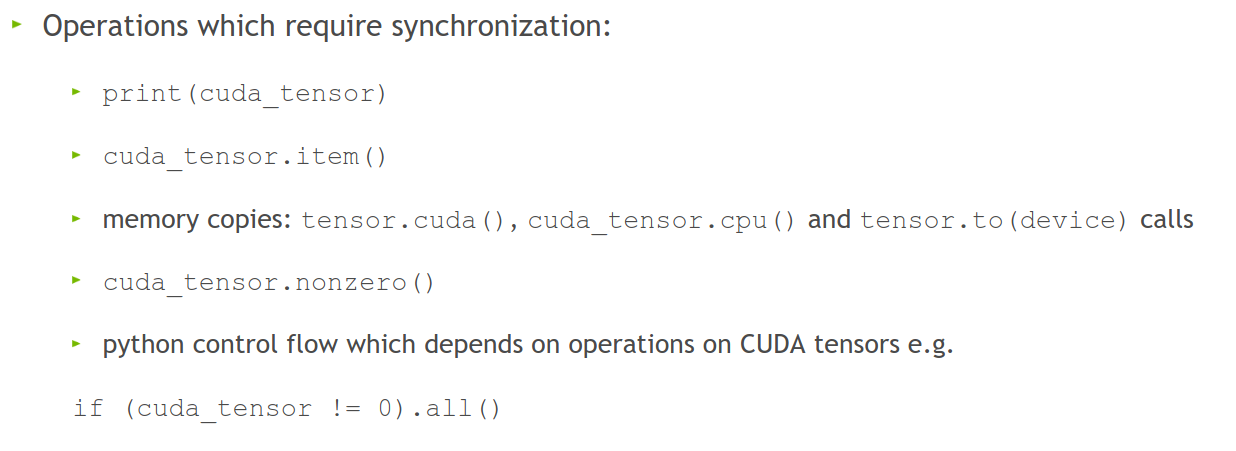 Operations which require synchronization:
print(cuda_tensor)
cuda_tensor.item()
memory copies: tensor.cuda(), cuda_tensor.cpu() and tensor.to(device) calls
cuda_tensor.nonzero()
python control flow which depends on operations on CUDA tensors e.g.
if (cuda_tensor != 0).all()